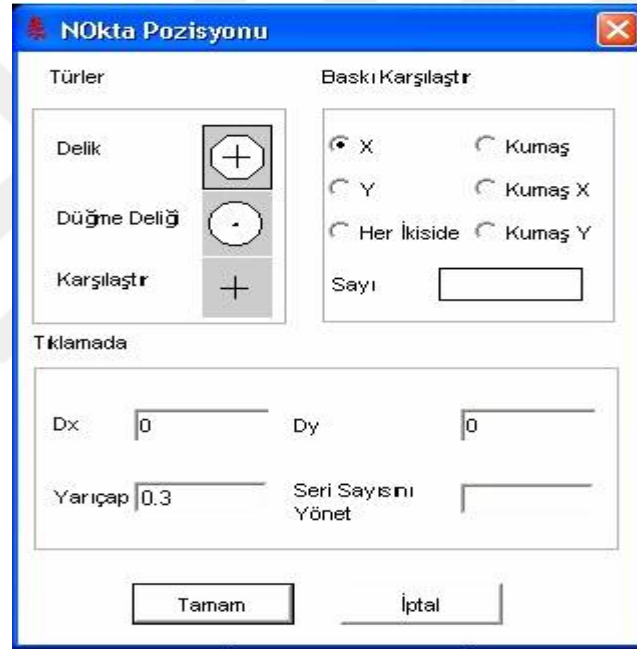 NOkta Pozisyonu
Türler
Baskı Karşılaştır
Delik
Düğme Deliği
Karşılaştır
X
Kumaş
Y
Kumaş X
Her İkiside
Kumaş Y
Sayı
Tıklamada
Dx
0
Dy
0
Yarıçap
0.3
Seri Sayısını
Yönet
Tamam
İptal